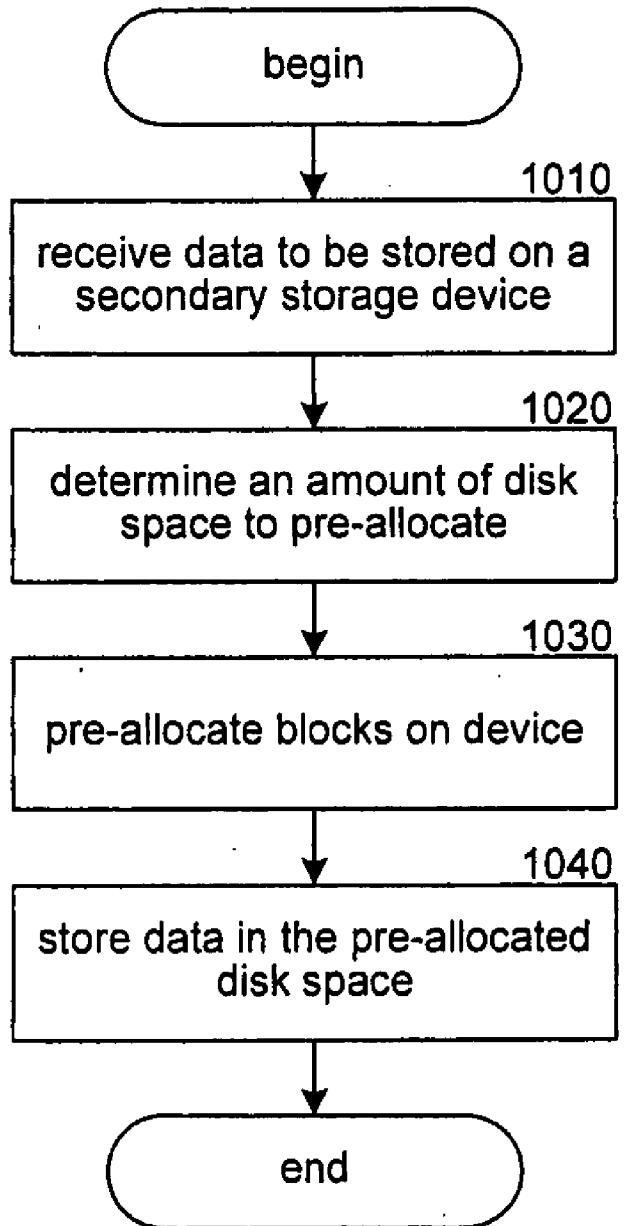 begin
1010
receive data to be stored on a
secondary storage device
1020
determine an amount of disk
space to pre-allocate
1030
pre-allocate blocks on device
1040
store data in the pre-allocated
disk space
end